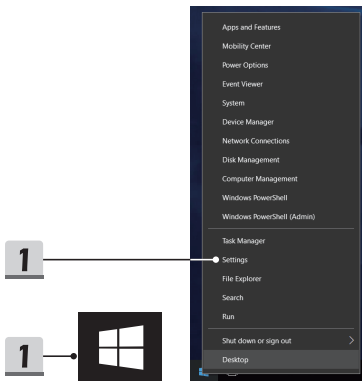 Apps and Features
Mobility Center
Power Options
Event Viewer
System
Device Manager
Network Connections
Disk Management
Computer Management
Windows PowerShell
Windows PowerShell (Admin)
Task Manager
1
Settings
File Explorer
Search
Run
Shut down or sign out
1
Desktop